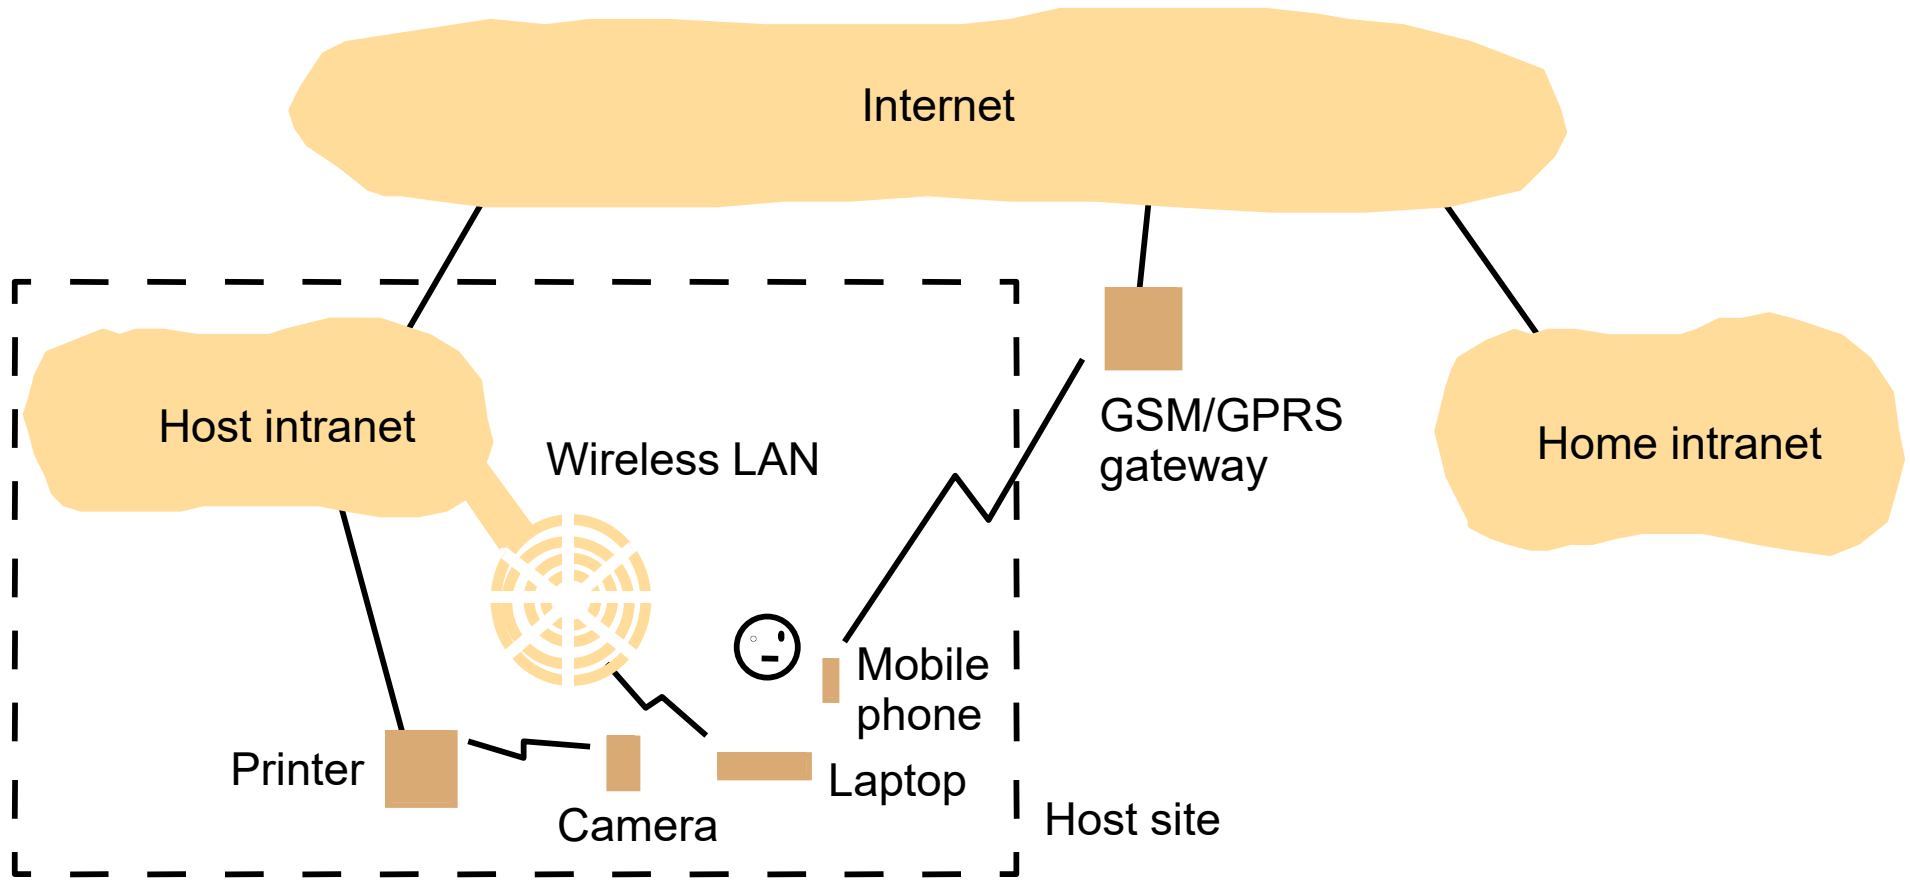 Internet
GSM/GPRS
gateway
Host intranet
Home intranet
Wireless LAN
Mobile
phone
Printer
Laptop
Camera
Host site